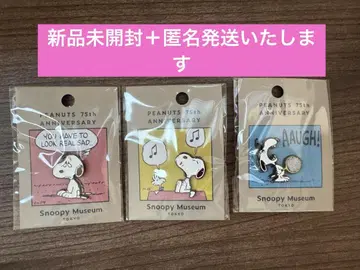 新品未開封＋匿名発送いたしま
す
PEANUTS 75th
ANNIVERSARY
YOU HAVE TO
LOOK REAL SAD.
Snoopy Museum
TOKYO
PEANUTS 75th
ANNIVERSARY
Snoopy Museum
TOKYO
PEANUTS 75th
ANNIVERSARY
AAUGH!
Snoopy Museum
TOKYO